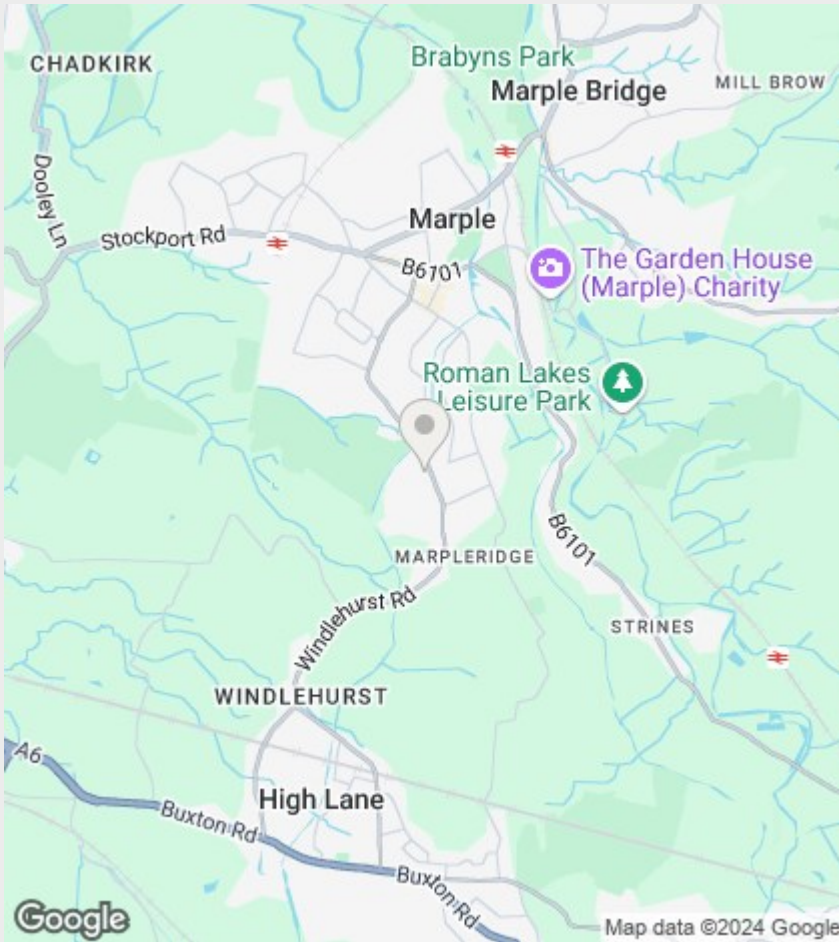 CHADKIRK
Brabyns Park
Marple Bridge
MILL BROW
Dooley Ln
Stockport Rd
Marple
B6101
The Garden House
(Marple) Charity
Roman Lakes
Leisure Park
B6101
MARPLERIDGE
Windlehurst Rd
STRINES
WINDLEHURST
A6
High Lane
Buxton Rd
Buxton Rd
Google
Map data ©2024 Google